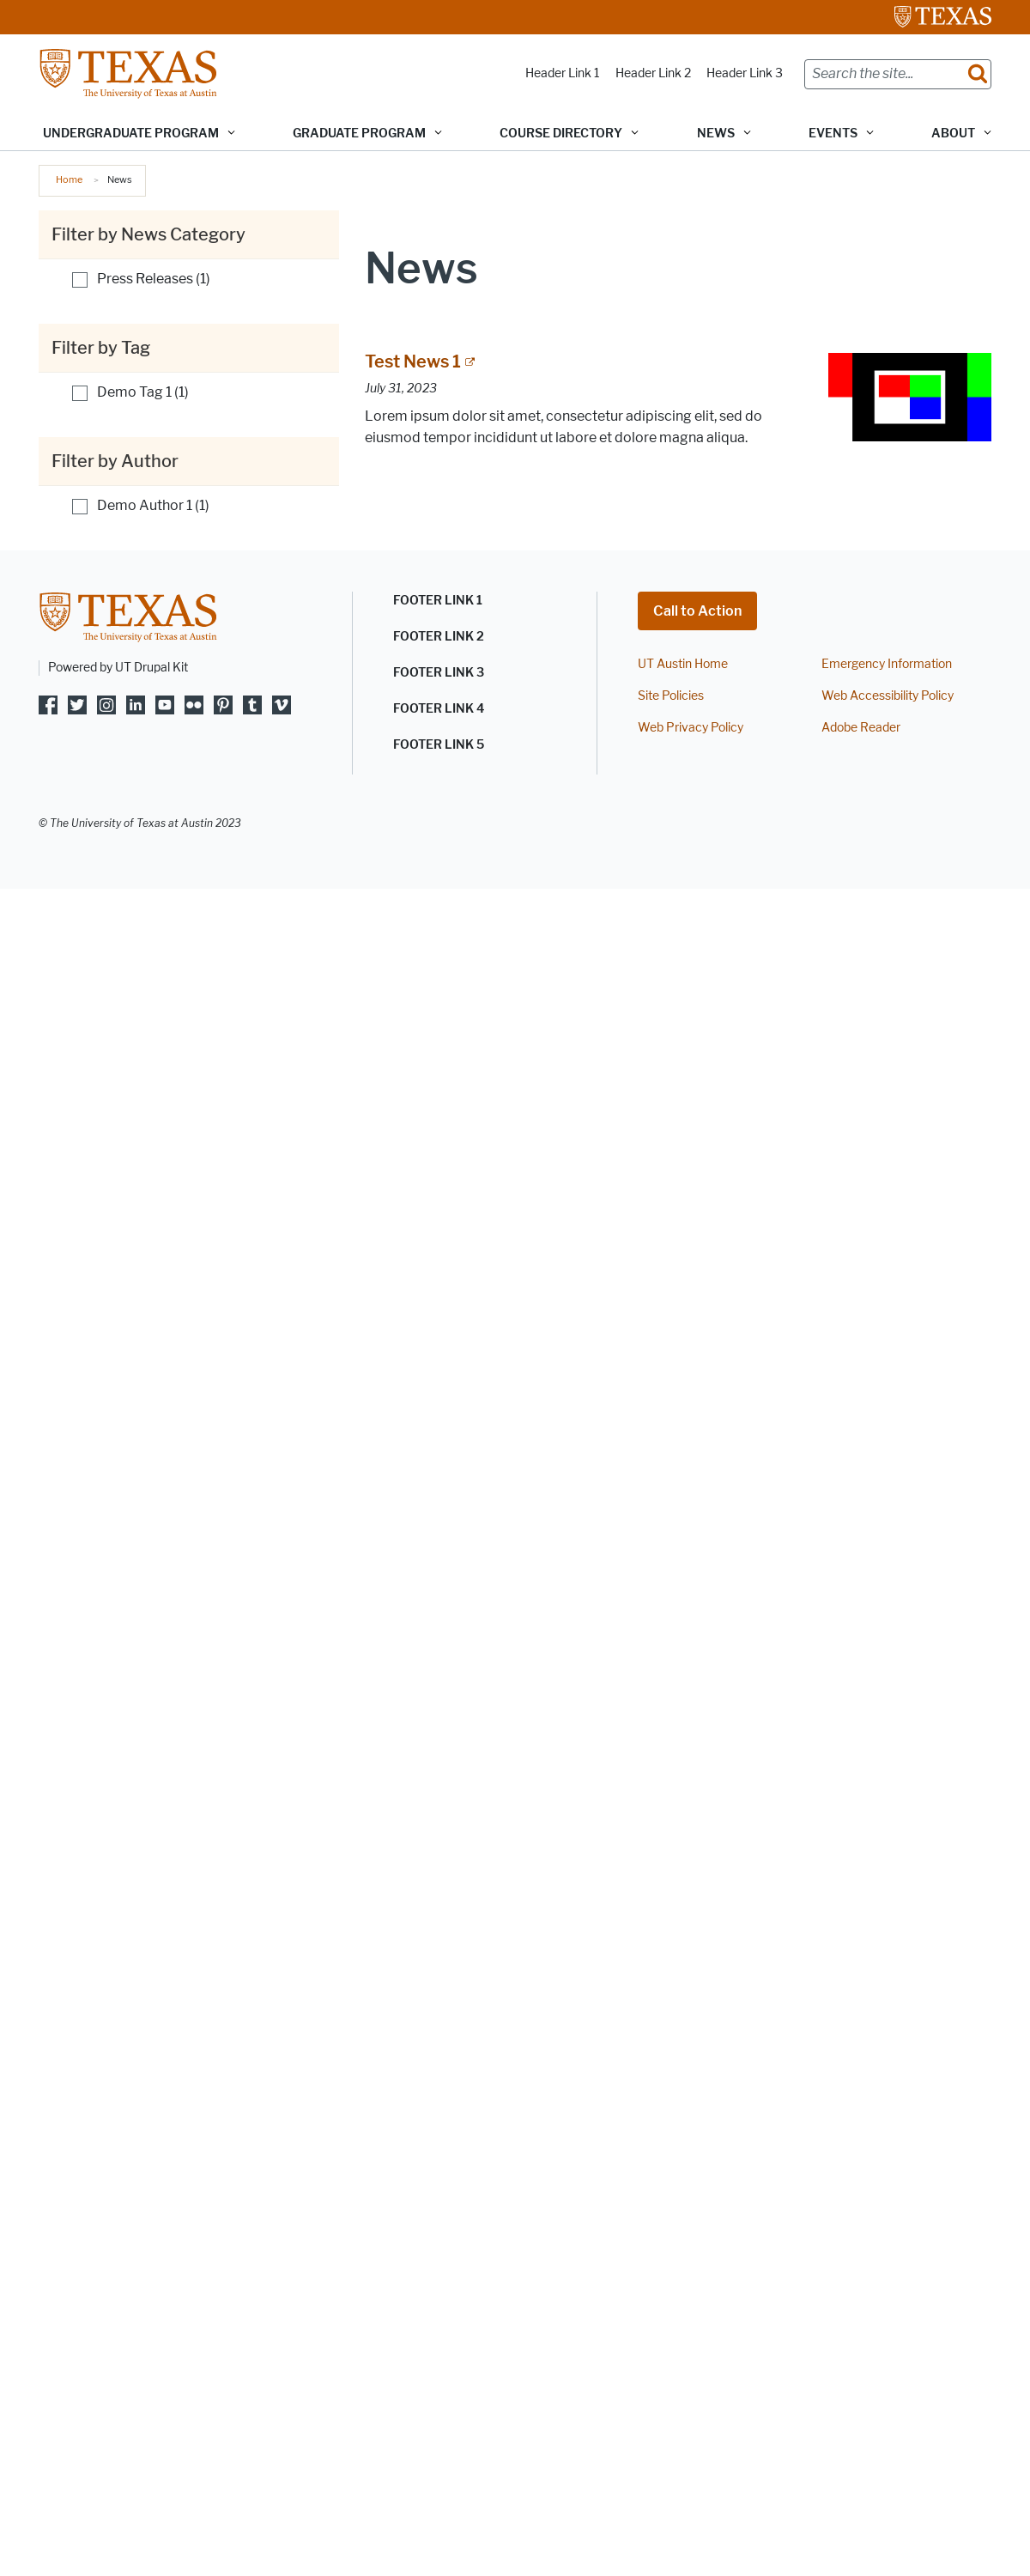 TEXAS
TEXAS
The University of Texas at Austin
Header Link 1 Header Link 2 Header Link 3 Search the site...
UNDERGRADUATE PROGRAM GRADUATE PROGRAM COURSE DIRECTORY NEWS EVENTS ABOUT
Home > News
Filter by News Category
Press Releases (1)
Filter by Tag
Demo Tag 1 (1)
Filter by Author
Demo Author 1 (1)
News
Test News 1
July 31, 2023
Lorem ipsum dolor sit amet, consectetur adipiscing elit, sed do
eiusmod tempor incididunt ut labore et dolore magna aliqua.
TEXAS
The University of Texas at Austin
Powered by UT Drupal Kit
FOOTER LINK 1
FOOTER LINK 2
FOOTER LINK 3
FOOTER LINK 4
FOOTER LINK 5
Call to Action
UT Austin Home
Site Policies
Web Privacy Policy
Emergency Information
Web Accessibility Policy
Adobe Reader
© The University of Texas at Austin 2023